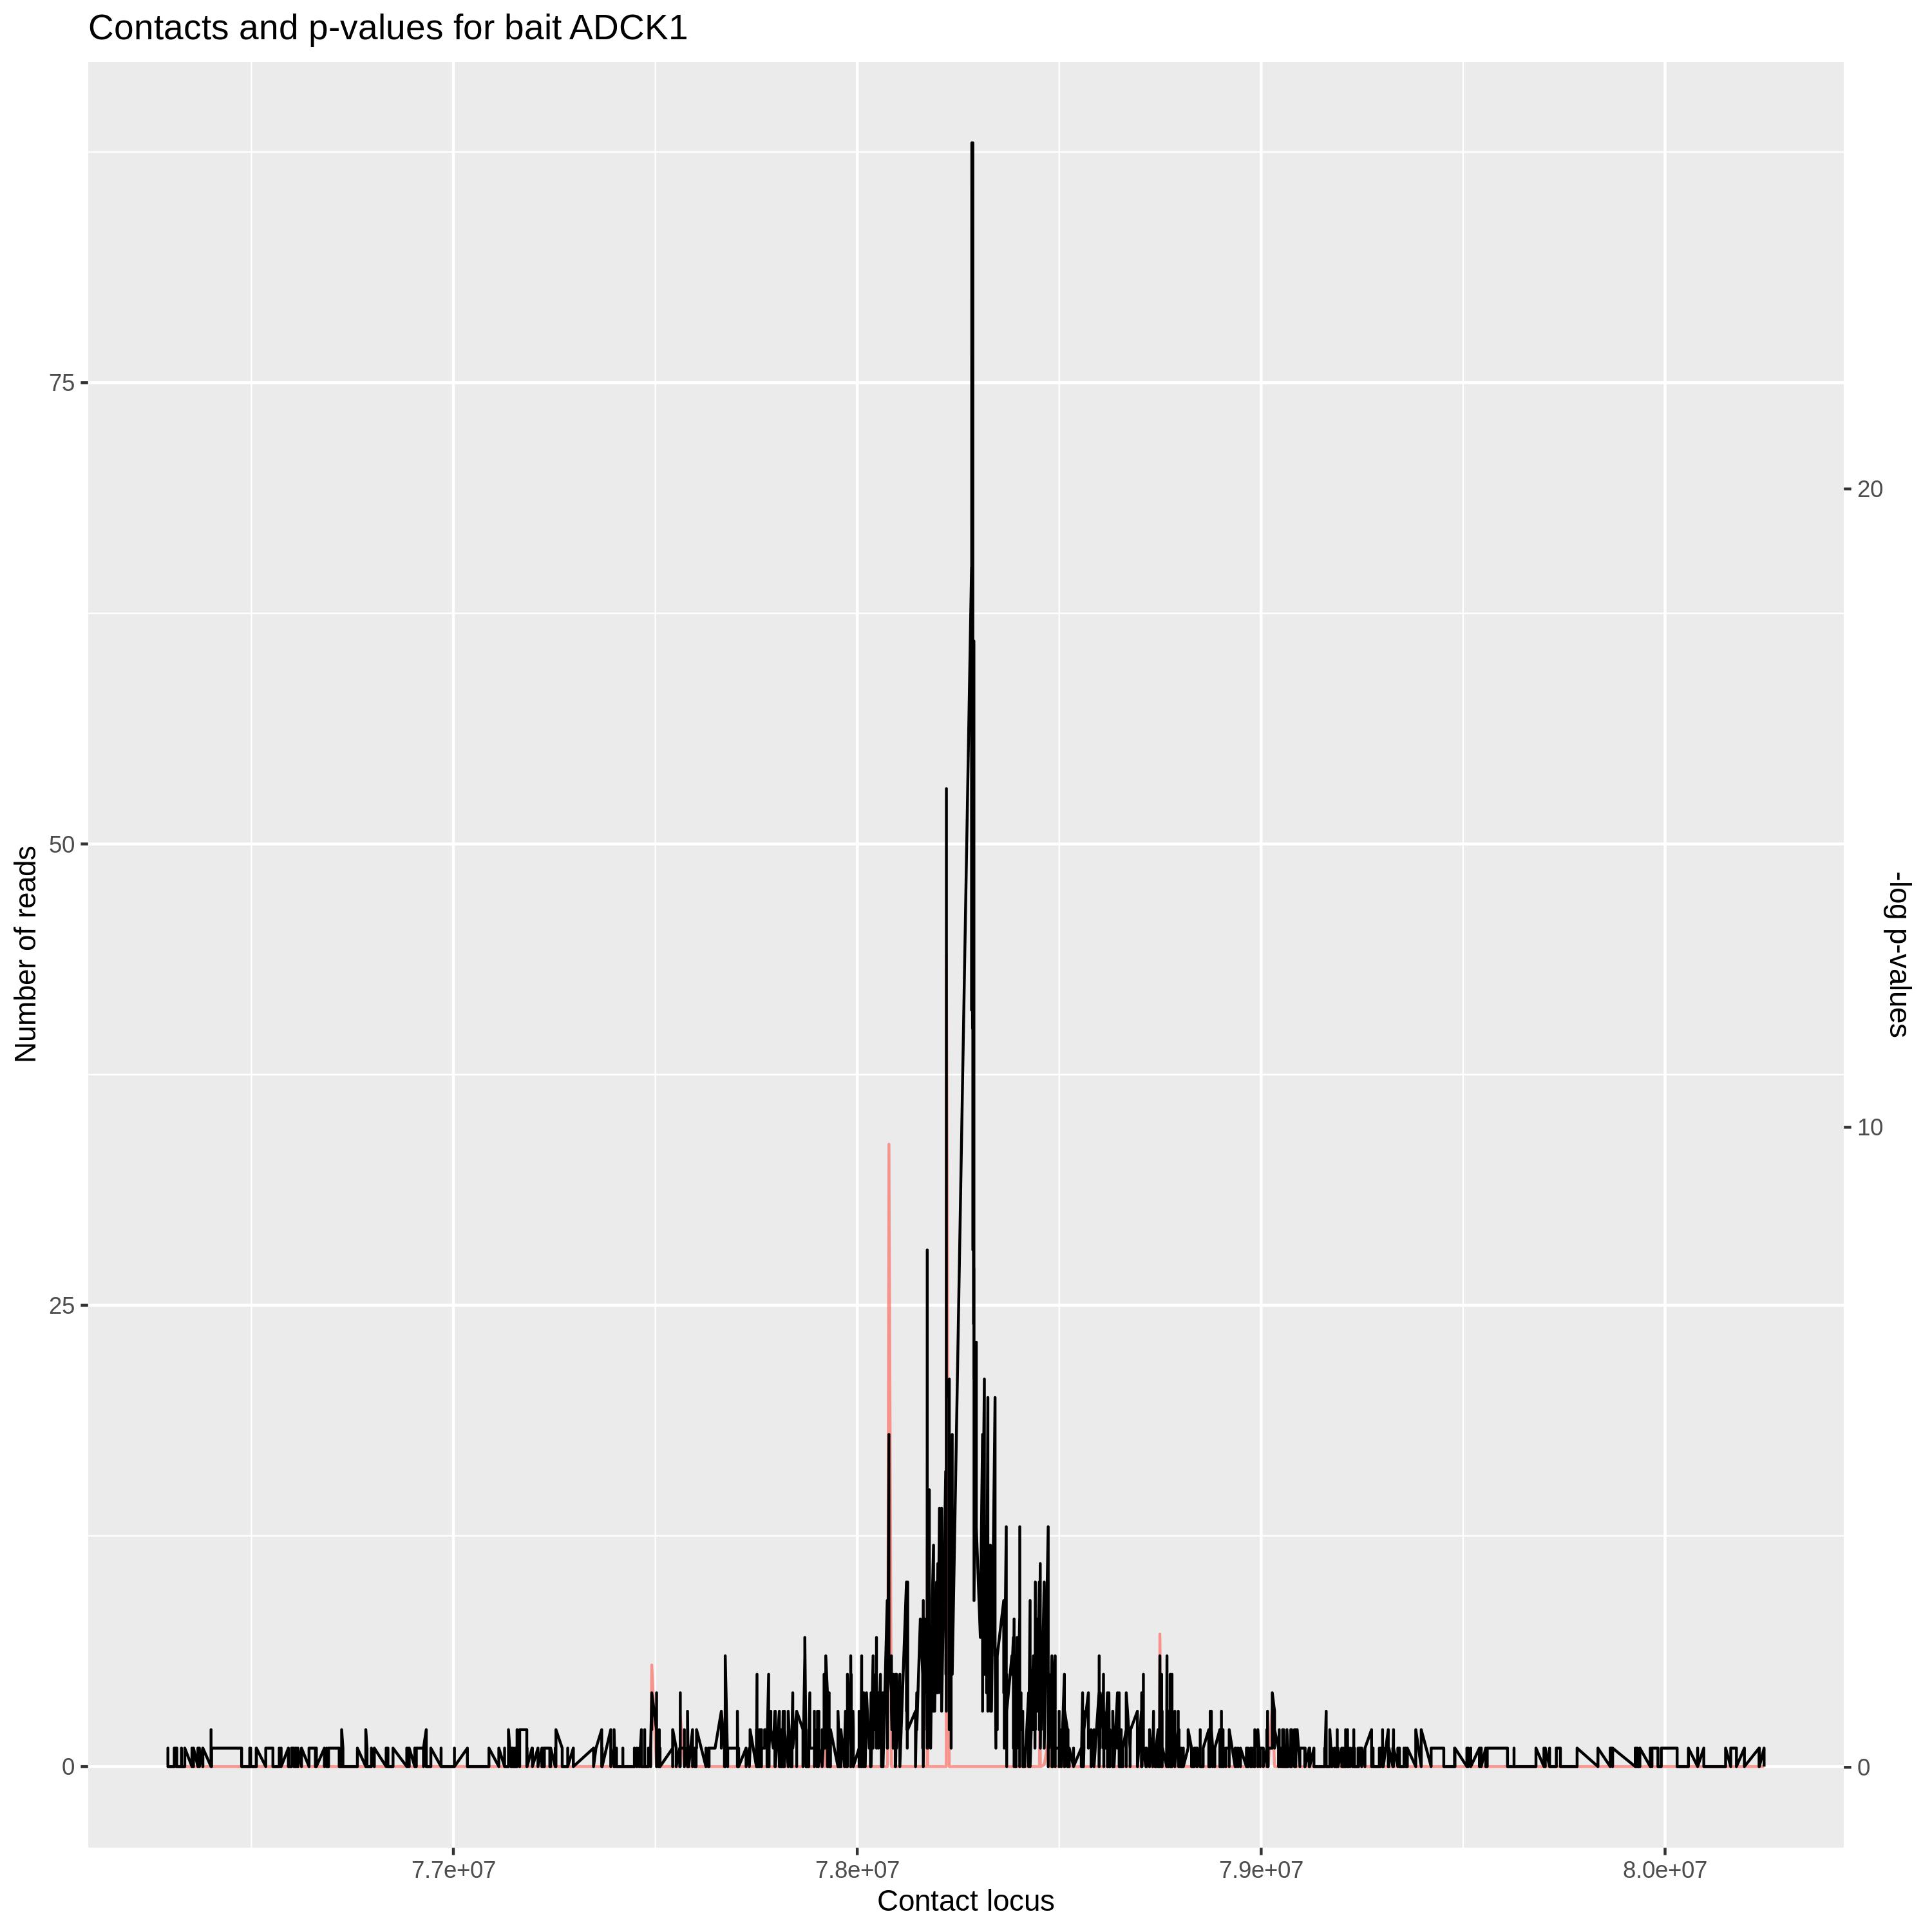 Contacts and p-values for bait ADCK1
75
50
25
0
20
10
0
Number of reads
-log p-values
7.7e+07
7.8e+07
7.9e+07
8.0e+07
Contact locus